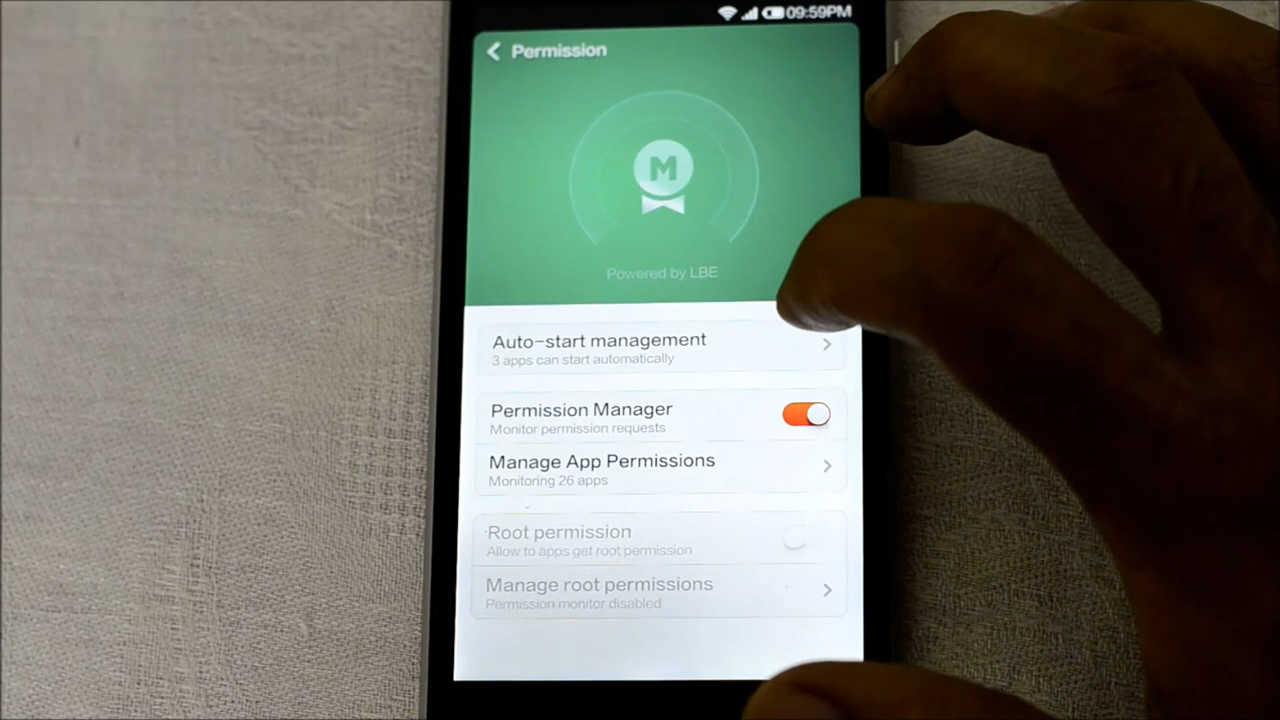 09:59PM
Permission
M
Powered by LBE
Auto-start management
3 apps can start automatically
Permission Manager
Monitor permission requests
Manage App Permissions
Monitoring 26 apps
Root permission
Allow to apps get root permission
Manage root permissions
Permission monitor disabled